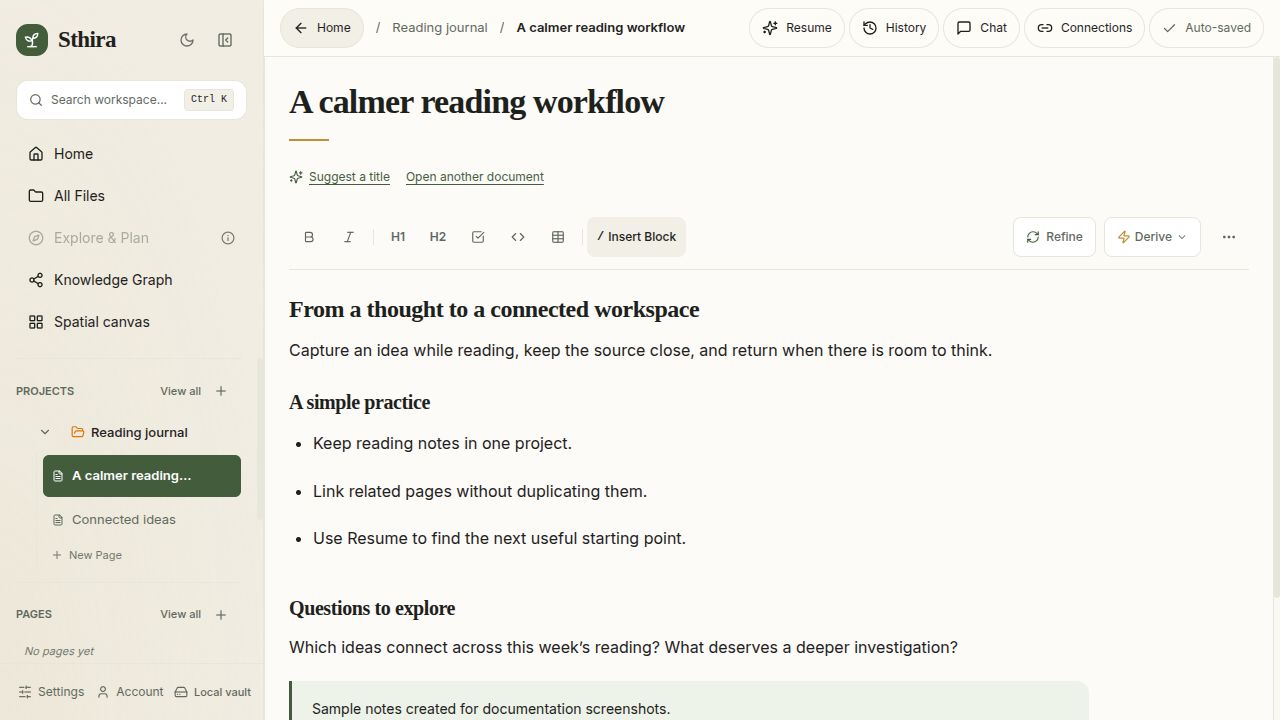 Sthira
Search workspace... Ctrl K
Home
All Files
Explore & Plan
Knowledge Graph
Spatial canvas
PROJECTS View all
Reading journal
A calmer reading...
Connected ideas
New Page
PAGES View all
No pages yet
Settings Account Local vault
Home / Reading journal / A calmer reading workflow Resume History Chat Connections Auto-saved
A calmer reading workflow
Suggest a title Open another document
B I H1 H2 / Insert Block Refine Derive
From a thought to a connected workspace
Capture an idea while reading, keep the source close, and return when there is room to think.
A simple practice
• Keep reading notes in one project.
• Link related pages without duplicating them.
• Use Resume to find the next useful starting point.
Questions to explore
Which ideas connect across this week’s reading? What deserves a deeper investigation?
Sample notes created for documentation screenshots.